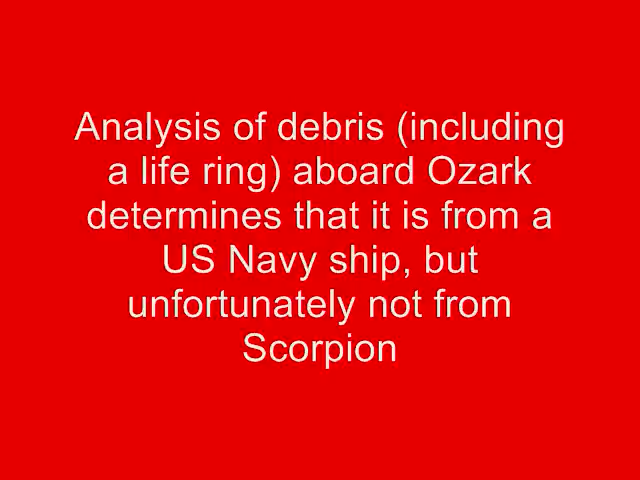 Analysis of debris (including
a life ring) aboard Ozark
determines that it is from a
US Navy ship, but
unfortunately not from
Scorpion